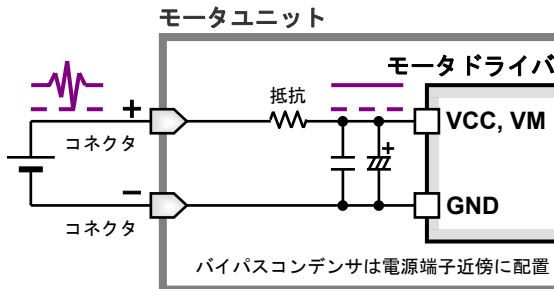 モータユニット
モータドライバ
抵抗
+
コネクタ
+
VCC, VM
−
GND
コネクタ
バイパスコンデンサは電源端子近傍に配置